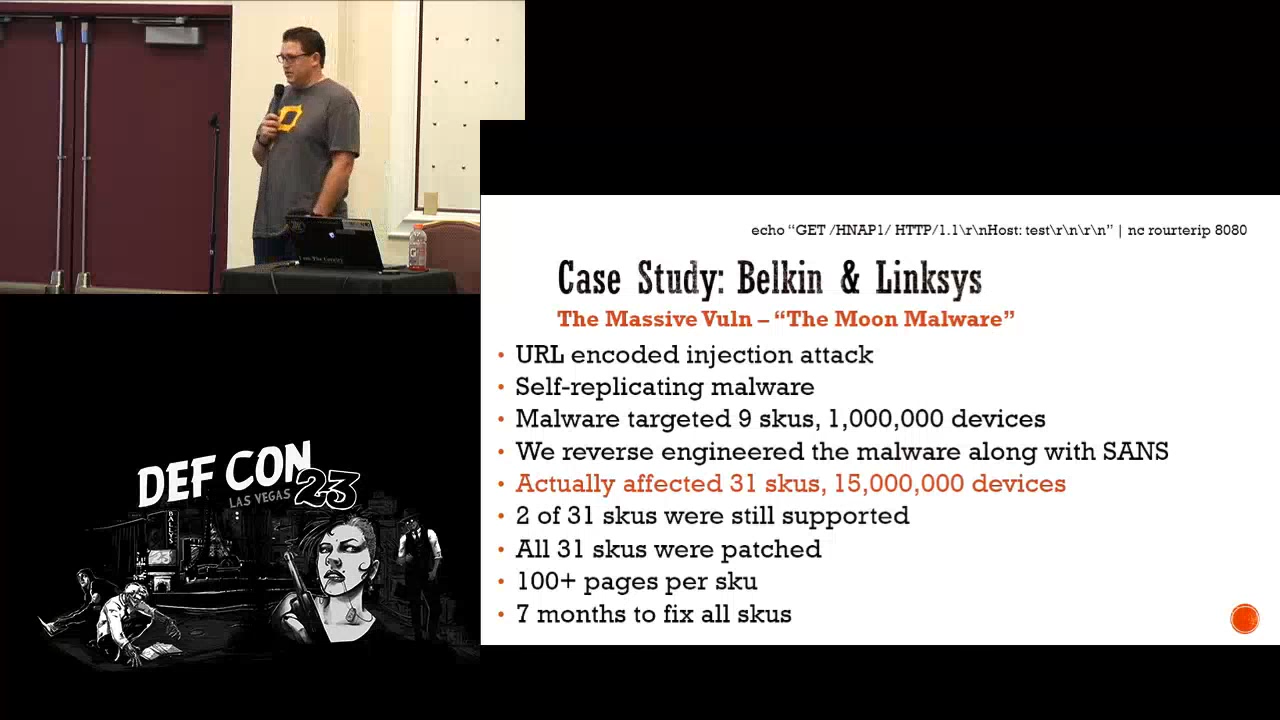 echo “GET /HNAP1/ HTTP/1.1\r\nHost: test\r\n\r\n” | nc rourterip 8080
Case Study: Belkin & Linksys
The Massive Vuln – “The Moon Malware”
• URL encoded injection attack
• Self-replicating malware
• Malware targeted 9 skus, 1,000,000 devices
• We reverse engineered the malware along with SANS
• Actually affected 31 skus, 15,000,000 devices
• 2 of 31 skus were still supported
• All 31 skus were patched
• 100+ pages per sku
• 7 months to fix all skus
DEF CON
LAS VEGAS 23
BALLYS